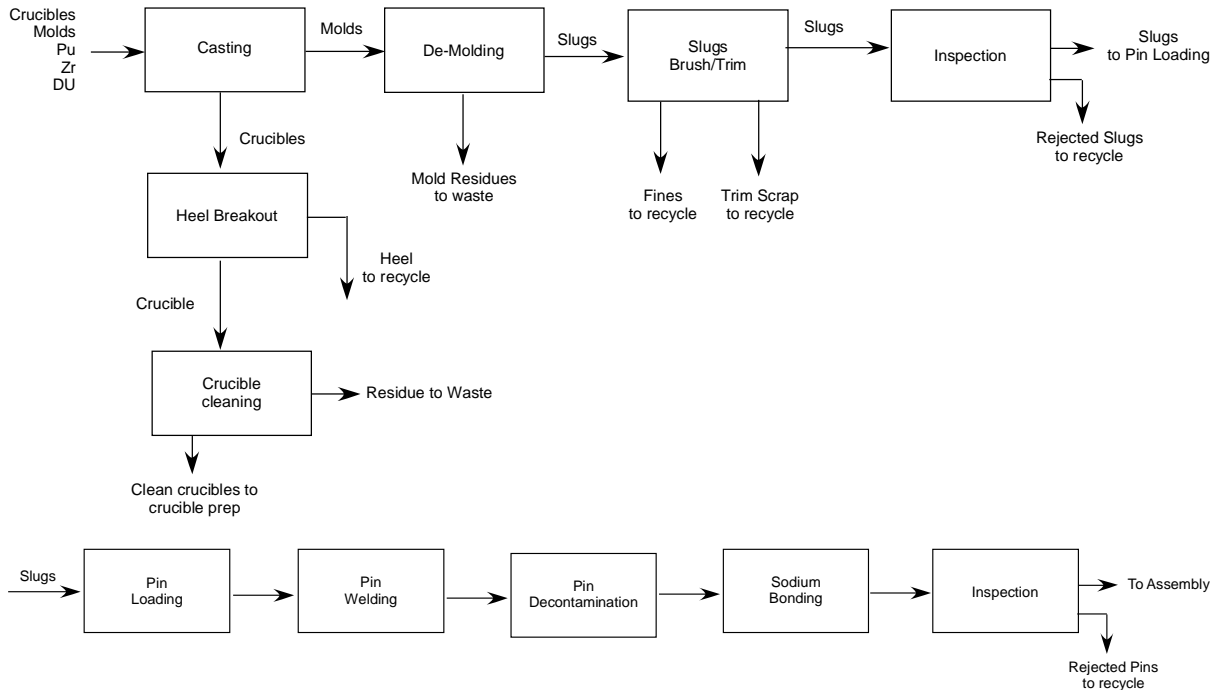 Crucibles
Molds
Pu
Zr
DU
Casting
Molds
De-Molding
Slugs
Slugs
Brush/Trim
Slugs
Inspection
Slugs
to Pin Loading
Rejected Slugs
to recycle
Crucibles
Mold Residues
to waste
Fines
to recycle
Trim Scrap
to recycle
Heel Breakout
Heel
to recycle
Crucible
Crucible
cleaning
Residue to Waste
Clean crucibles to
crucible prep
Slugs
Pin
Loading
Pin
Welding
Pin
Decontamination
Sodium
Bonding
Inspection
To Assembly
Rejected Pins
to recycle